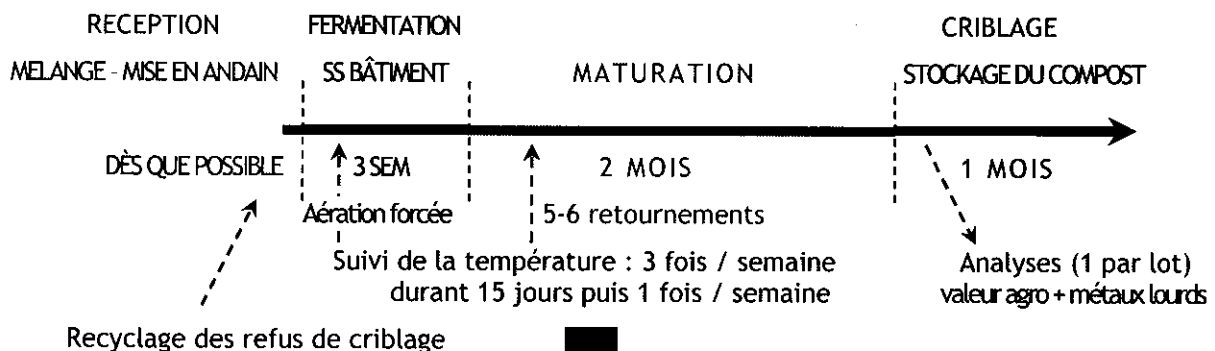 RECEPTION FERMENTATION CRIBLAGE
MELANGE - MISE EN ANDAIN SS BÂTIMENT MATURATION STOCKAGE DU COMPOST
DÈS QUE POSSIBLE 3 SEM 2 MOIS 1 MOIS
Aération forcée 5-6 retournements
Suivi de la température : 3 fois / semaine Analyses (1 par lot)
durant 15 jours puis 1 fois / semaine valeur agro + métaux lourds
Recyclage des refus de criblage